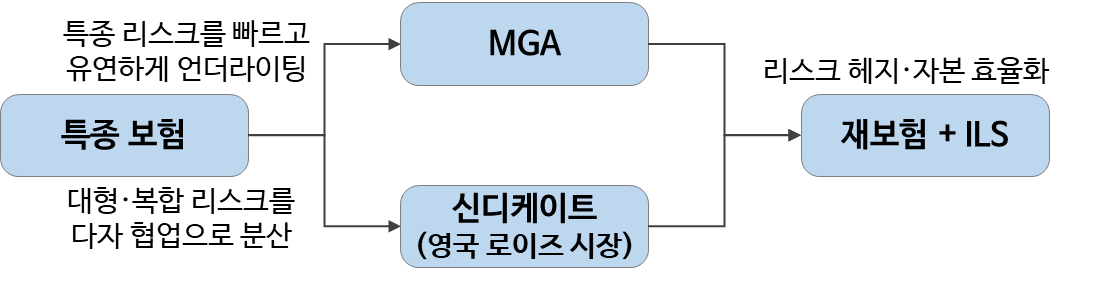 특종 리스크를 빠르고
유연하게 언더라이팅
MGA
리스크 헤지·자본 효율화
특종 보험
재보험 + ILS
대형·복합 리스크를
다자 협업으로 분산
신디케이트
(영국 로이즈 시장)